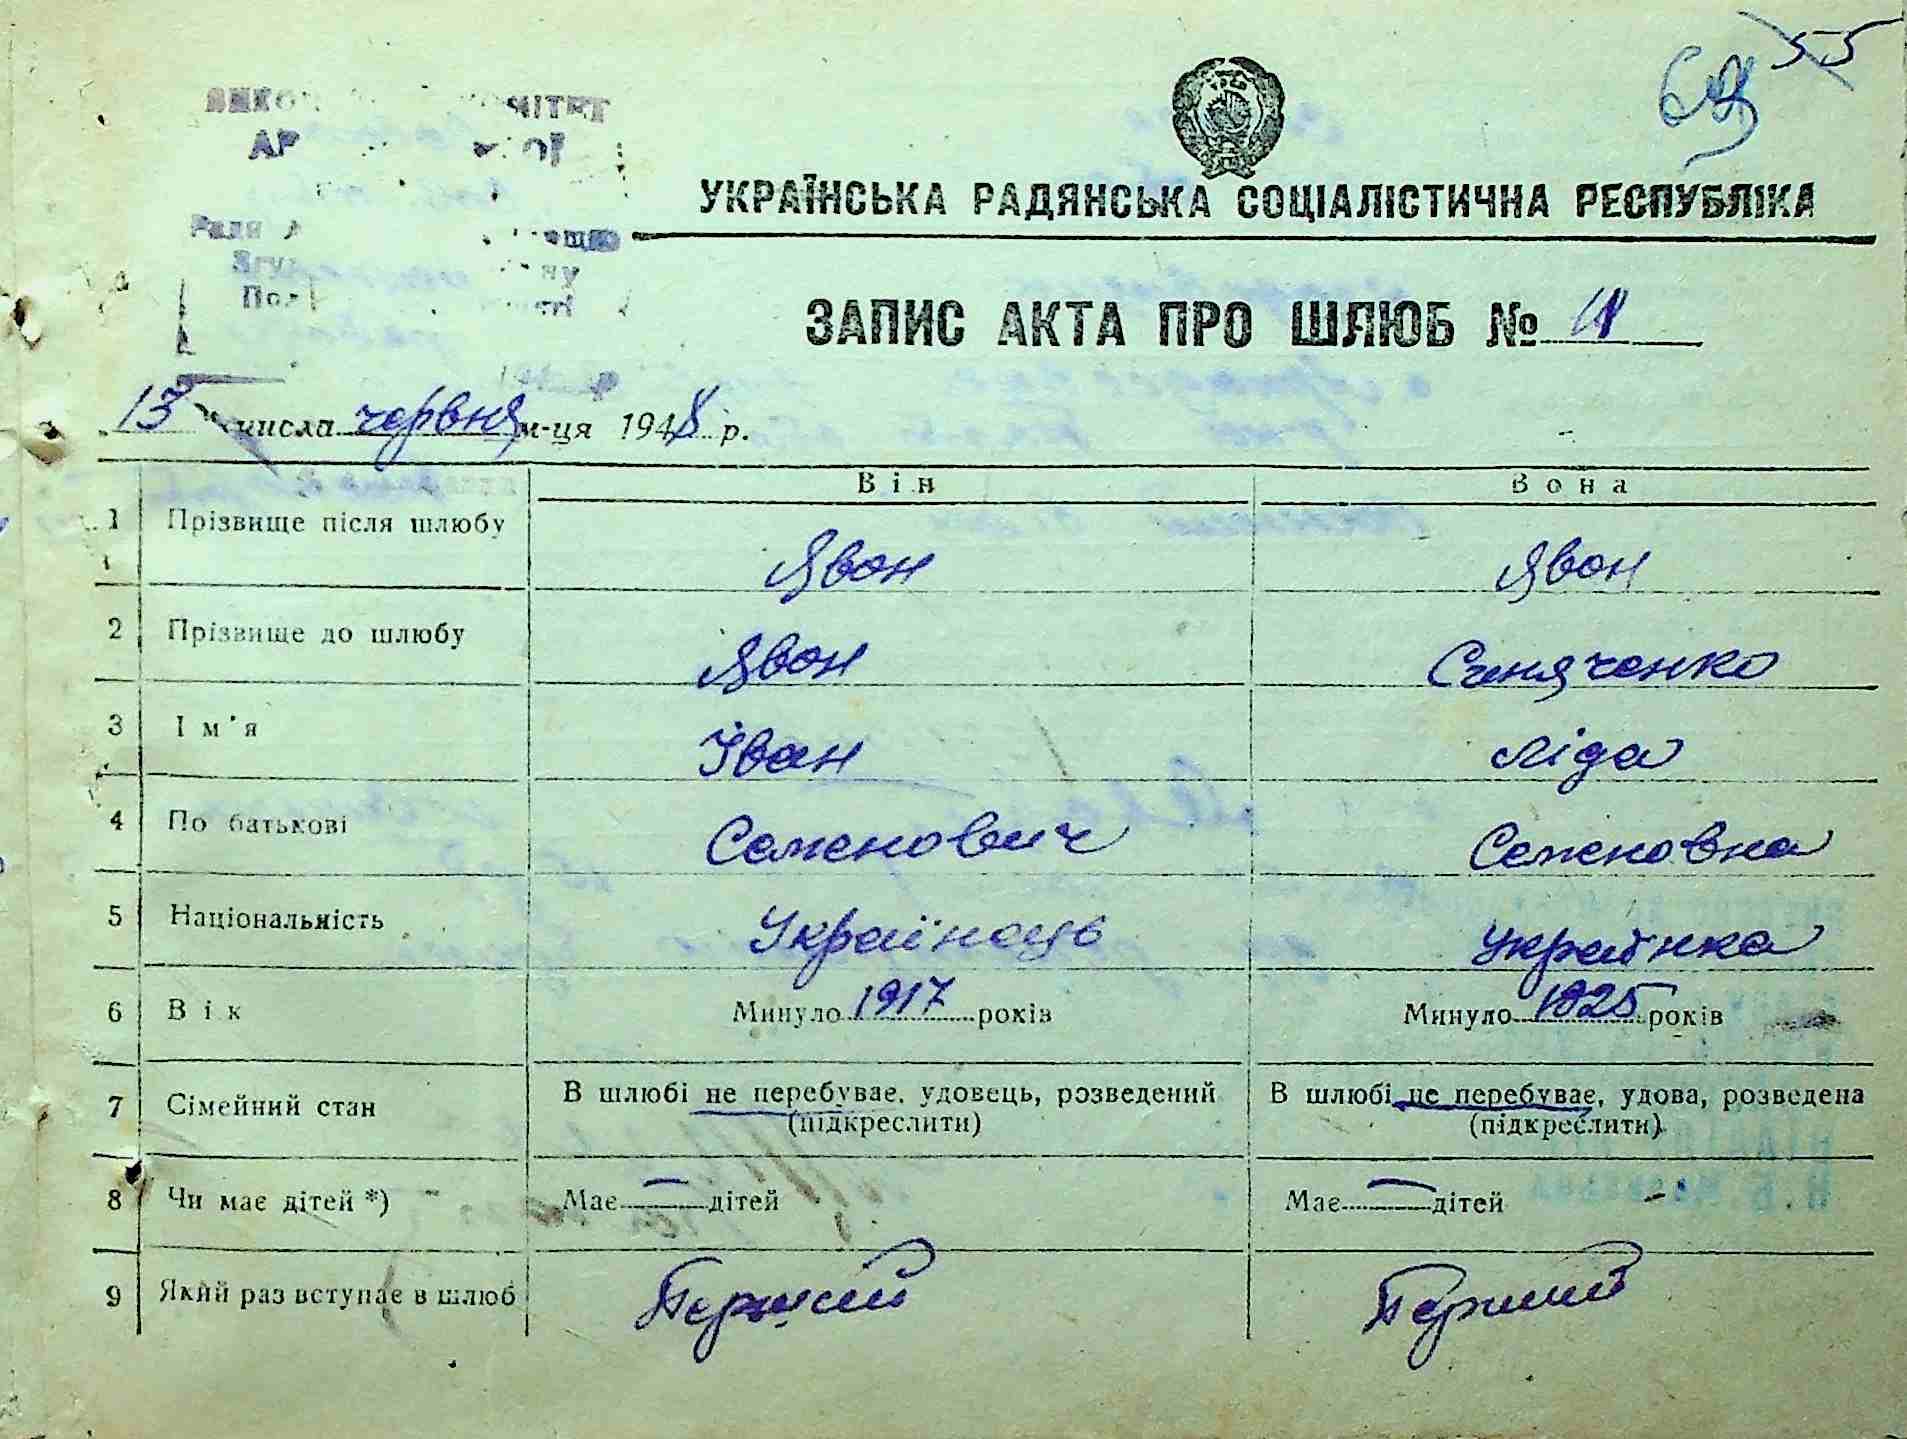 55
УКРАЇНСЬКА РАДЯНСЬКА СОЦІАЛІСТИЧНА РЕСПУБЛІКА
ЗАПИС АКТА ПРО ШЛЮБ №
13 числа червня м-ця 1948 р.
Він Вона
1 Прізвище після шлюбу Явон Явон
2 Прізвище до шлюбу Явон
3 Ім'я Іван Ліда
4 По батькові Семенович Семеновна
5 Національність Українець Українка
6 Вік Минуло 1917 років Минуло 1925 років
7 Сімейний стан В шлюбі не перебуває, удовець, розведений В шлюбі не перебуває, удова, розведена
(підкреслити) (підкреслити)
8 Чи має дітей *) Має — дітей Має — дітей
9 Який раз вступає в шлюб Перший Перший